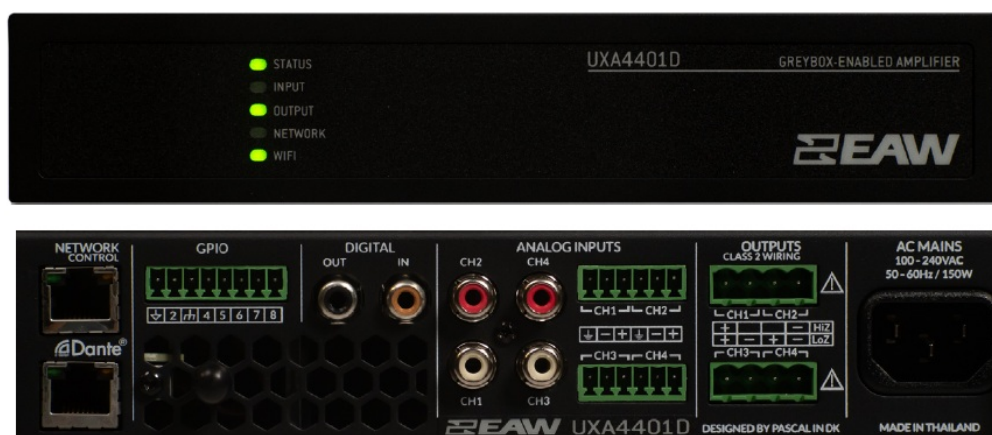 STATUS
INPUT
OUTPUT
NETWORK
WIFI
UXA4401D
GREYBOX-ENABLED AMPLIFIER
EAW
NETWORK CONTROL
Dante®
GPIO
2 4 5 6 7 8
DIGITAL
OUT IN
ANALOG INPUTS
CH2 CH4
CH1 CH3
CH1 CH2
- + - +
CH3 CH4
EAW UXA4401D
OUTPUTS
CLASS 2 WIRING
CH1 CH2
+ - HiZ
+ - + - LoZ
CH3 CH4
DESIGNED BY PASCAL IN DK
AC MAINS
100 - 240VAC
50 - 60Hz / 150W
MADE IN THAILAND